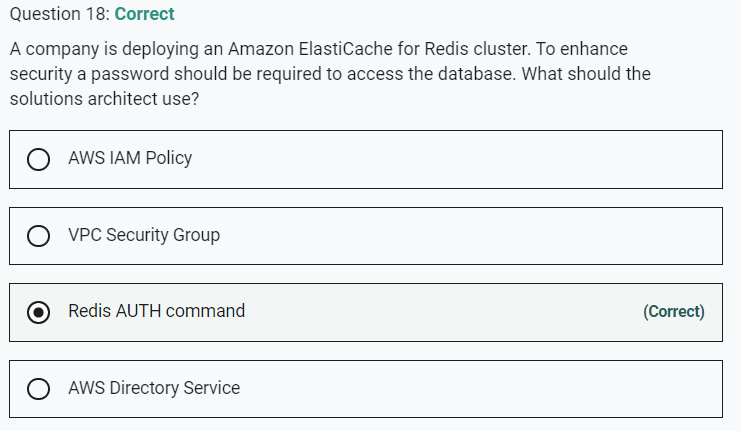 Question 18: Correct
A company is deploying an Amazon ElastiCache for Redis cluster. To enhance
security a password should be required to access the database. What should the
solutions architect use?
AWS IAM Policy
VPC Security Group
Redis AUTH command (Correct)
AWS Directory Service